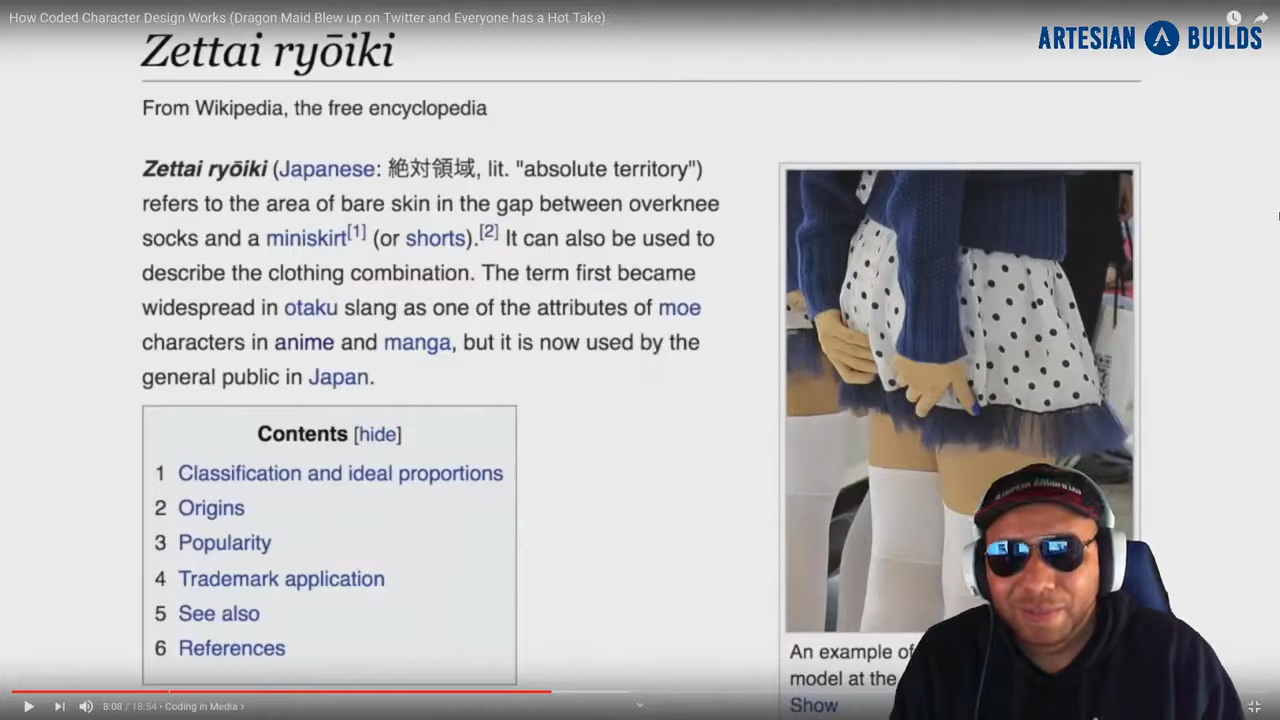 How Coded Character Design Works (Dragon Maid Blew up on Twitter and Everyone has a Hot Take)
ARTESIAN BUILDS
Zettai ryōiki
From Wikipedia, the free encyclopedia
Zettai ryōiki (Japanese: 絶対領域, lit. "absolute territory")
refers to the area of bare skin in the gap between overknee
socks and a miniskirt[1] (or shorts).[2] It can also be used to
describe the clothing combination. The term first became
widespread in otaku slang as one of the attributes of moe
characters in anime and manga, but it is now used by the
general public in Japan.
Contents [hide]
1 Classification and ideal proportions
2 Origins
3 Popularity
4 Trademark application
5 See also
6 References
An example of
model at the
Show
8:08 / 18:54 • Coding in Media ›